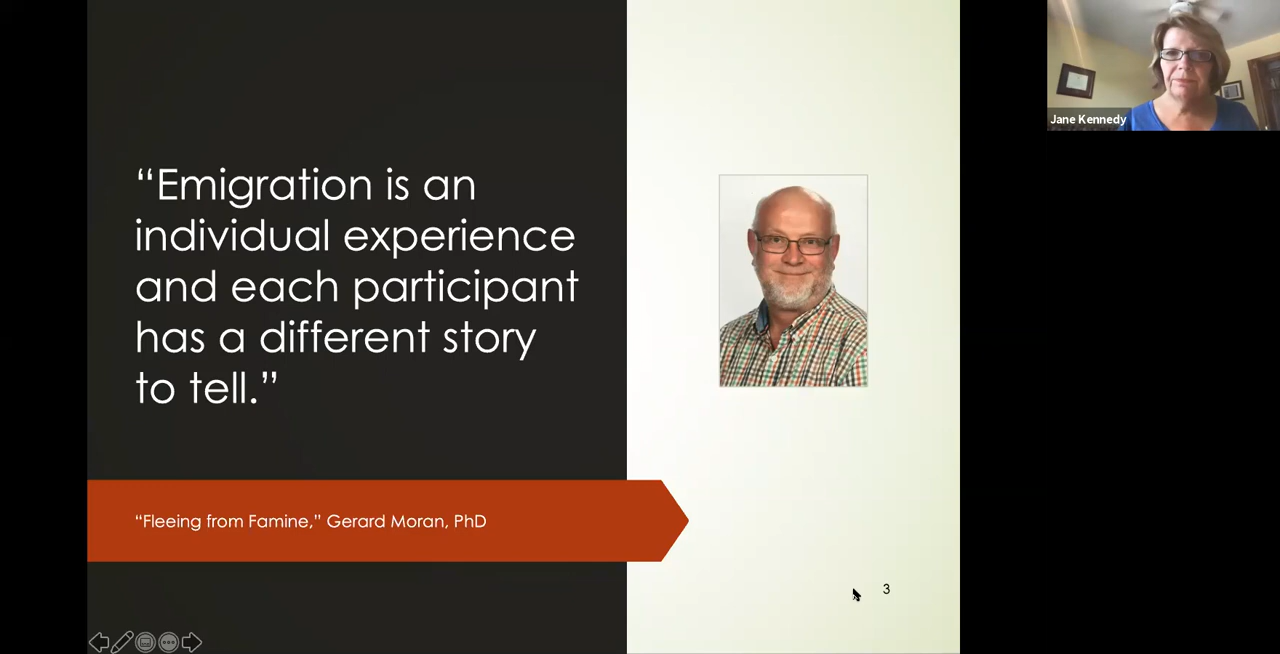 “Emigration is an
individual experience
and each participant
has a different story
to tell.”
“Fleeing from Famine,” Gerard Moran, PhD
3
Jane Kennedy